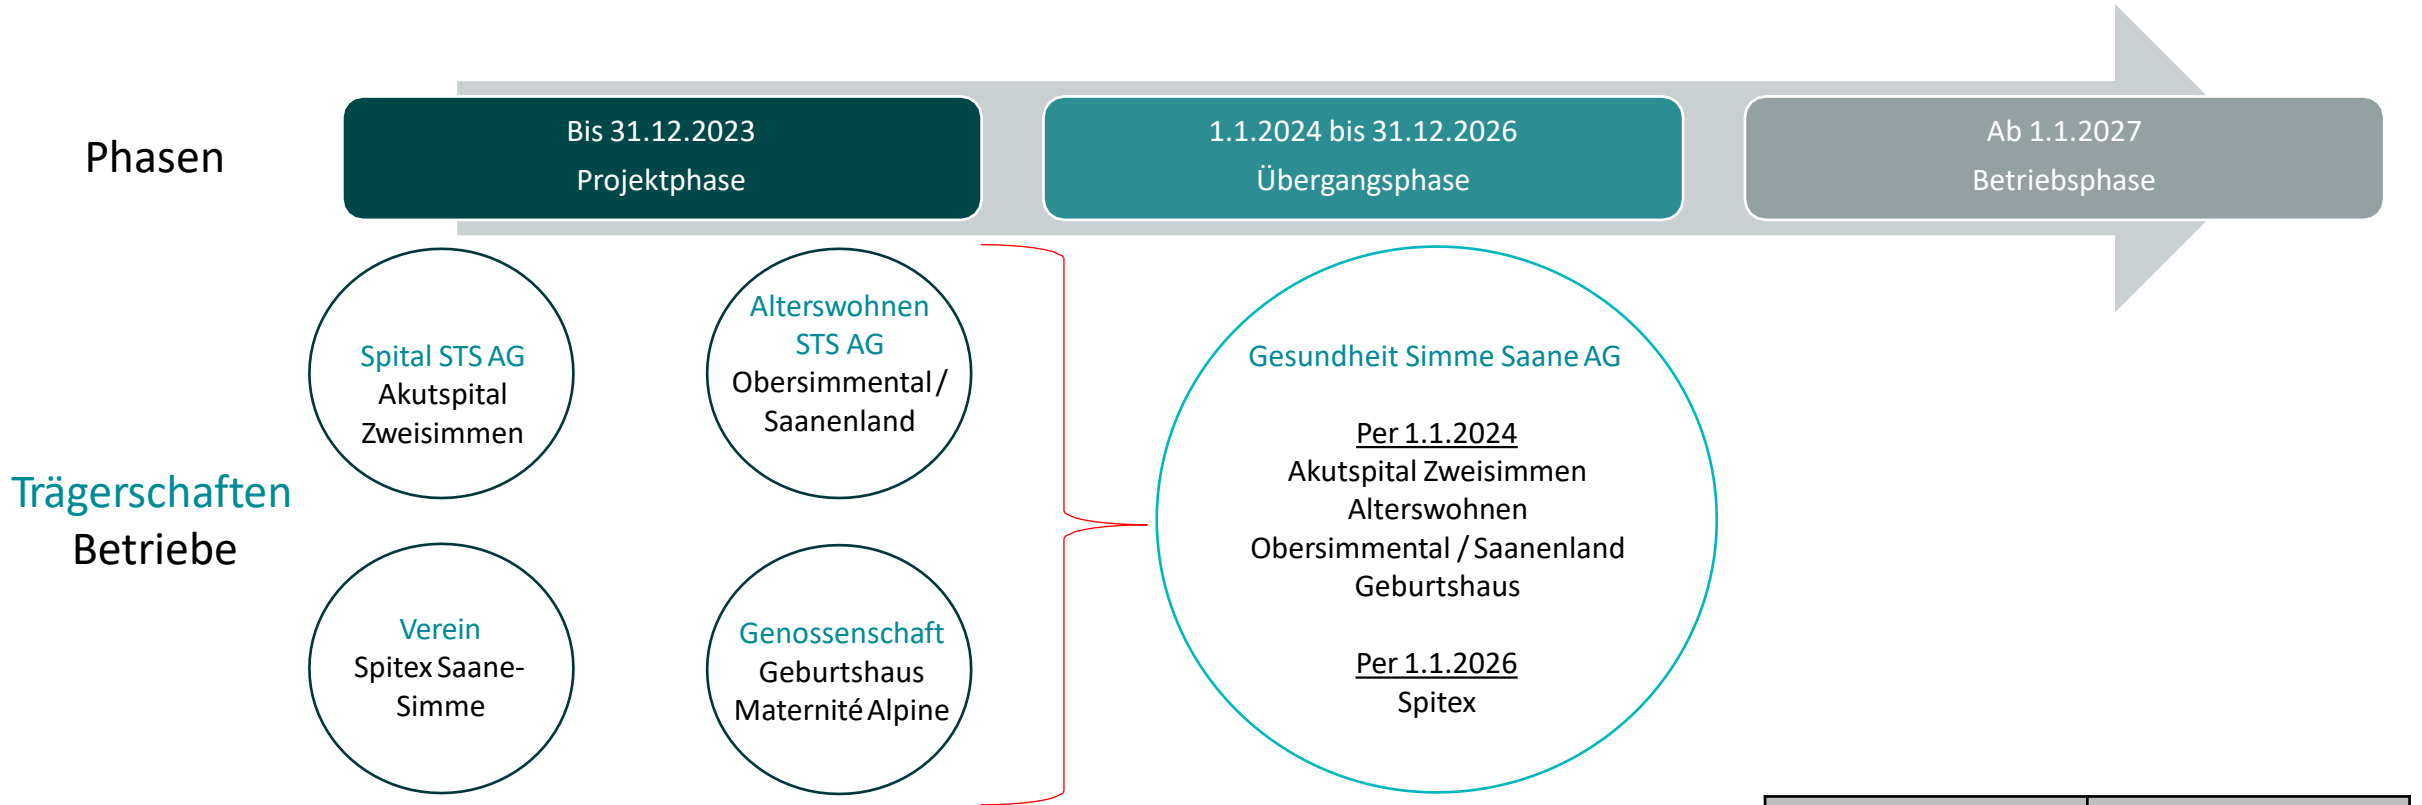 Phasen
Bis 31.12.2023
Projektphase
1.1.2024 bis 31.12.2026
Übergangsphase
Ab 1.1.2027
Betriebsphase
Trägerschaften
Betriebe
Spital STS AG
Akutspital
Zweisimmen
Alterswohnen
STS AG
Obersimmental /
Saanenland
Verein
Spitex Saane-
Simme
Genossenschaft
Geburtshaus
Maternité Alpine
Gesundheit Simme Saane AG
Per 1.1.2024
Akutspital Zweisimmen
Alterswohnen
Obersimmental / Saanenland
Geburtshaus
Per 1.1.2026
Spitex